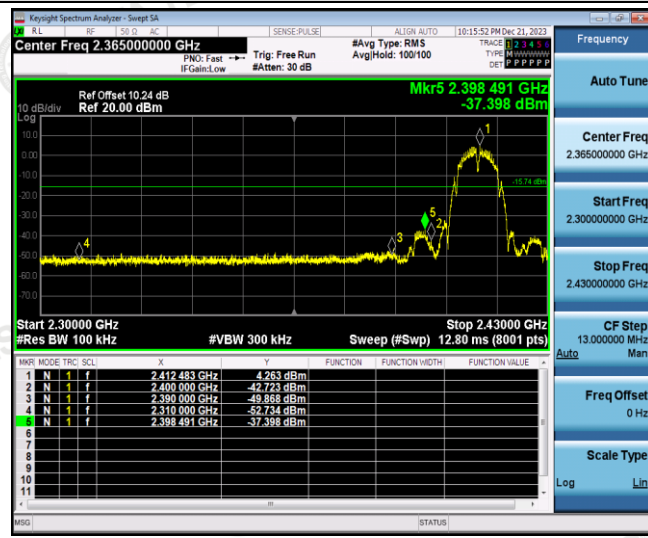 Keysight Spectrum Analyzer - Swept SA
RL RF 50 Ω AC SENSE:PULSE ALIGN AUTO 10:15:52 PM Dec 21, 2023
Center Freq 2.365000000 GHz #Avg Type: RMS TRACE 1 2 3 4 5 6
PNO: Fast Trig: Free Run Avg|Hold: 100/100 TYPE M WWWWW
IFGain:Low #Atten: 30 dB DET P P P P P P
Mkr5 2.398 491 GHz
Ref Offset 10.24 dB
10 dB/div Ref 20.00 dBm -37.398 dBm
Log
10.0
0.00
-10.0
-15.74 dBm
-20.0
-30.0
-40.0
-50.0
-60.0
-70.0
1
5
2
3
4
Start 2.30000 GHz Stop 2.43000 GHz
#Res BW 100 kHz #VBW 300 kHz Sweep (#Swp) 12.80 ms (8001 pts)
MKR MODE TRC SCL X Y FUNCTION FUNCTION WIDTH FUNCTION VALUE
1 N 1 f 2.412 483 GHz 4.263 dBm
2 N 1 f 2.400 000 GHz -42.723 dBm
3 N 1 f 2.390 000 GHz -49.868 dBm
4 N 1 f 2.310 000 GHz -52.734 dBm
5 N 1 f 2.398 491 GHz -37.398 dBm
6
7
8
9
10
11
MSG STATUS
Frequency
Auto Tune
Center Freq
2.365000000 GHz
Start Freq
2.300000000 GHz
Stop Freq
2.430000000 GHz
CF Step
13.000000 MHz
Auto Man
Freq Offset
0 Hz
Scale Type
Log Lin